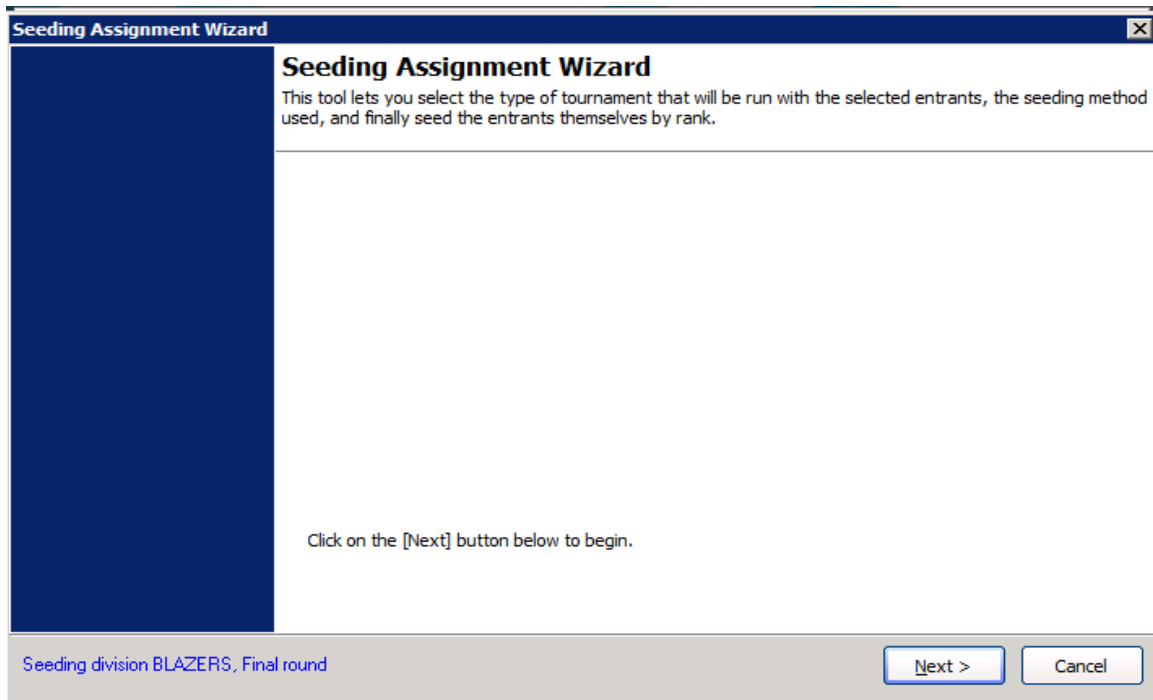 Seeding Assignment Wizard
Seeding Assignment Wizard
This tool lets you select the type of tournament that will be run with the selected entrants, the seeding method
used, and finally seed the entrants themselves by rank.
Click on the [Next] button below to begin.
Seeding division BLAZERS, Final round
Next >
Cancel